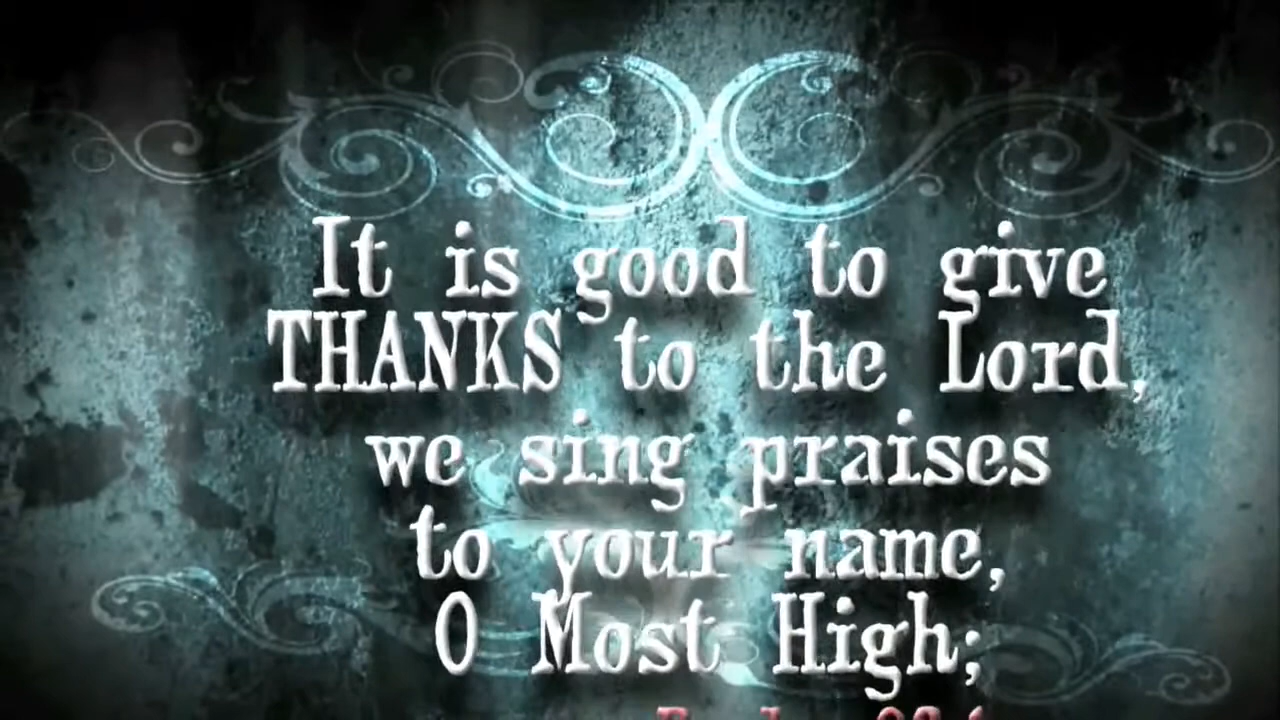 It is good to give
THANKS to the Lord,
we sing praises
to your name,
O Most High;